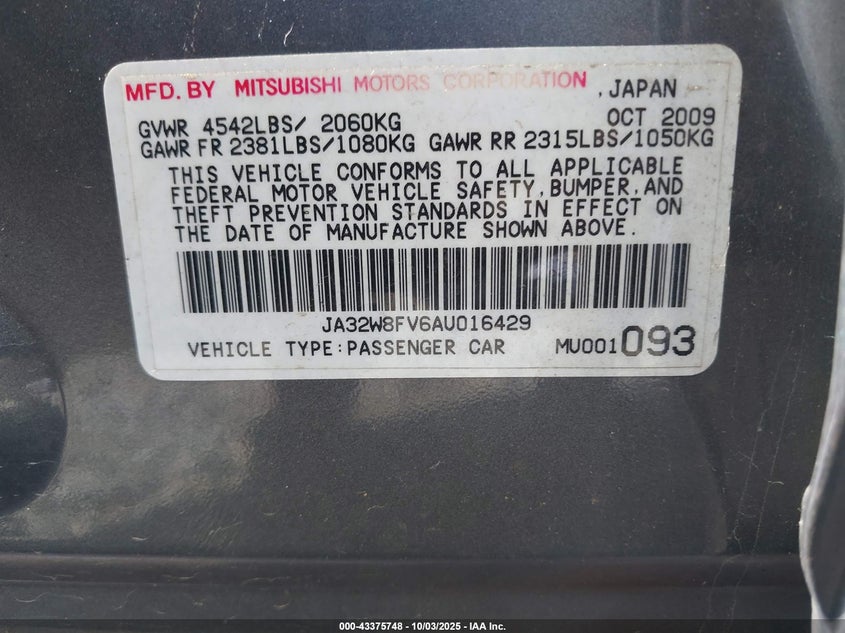 MFD. BY MITSUBISHI MOTORS CORPORATION , JAPAN
GVWR 4542LBS/ 2060KG OCT 2009
GAWR FR 2381LBS/1080KG GAWR RR 2315LBS/1050KG
THIS VEHICLE CONFORMS TO ALL APPLICABLE
FEDERAL MOTOR VEHICLE SAFETY, BUMPER, AND
THEFT PREVENTION STANDARDS IN EFFECT ON
THE DATE OF MANUFACTURE SHOWN ABOVE.
JA32W8FV6AU016429
VEHICLE TYPE:PASSENGER CAR MU001093
000-43375748 - 10/03/2025 - IAA Inc.